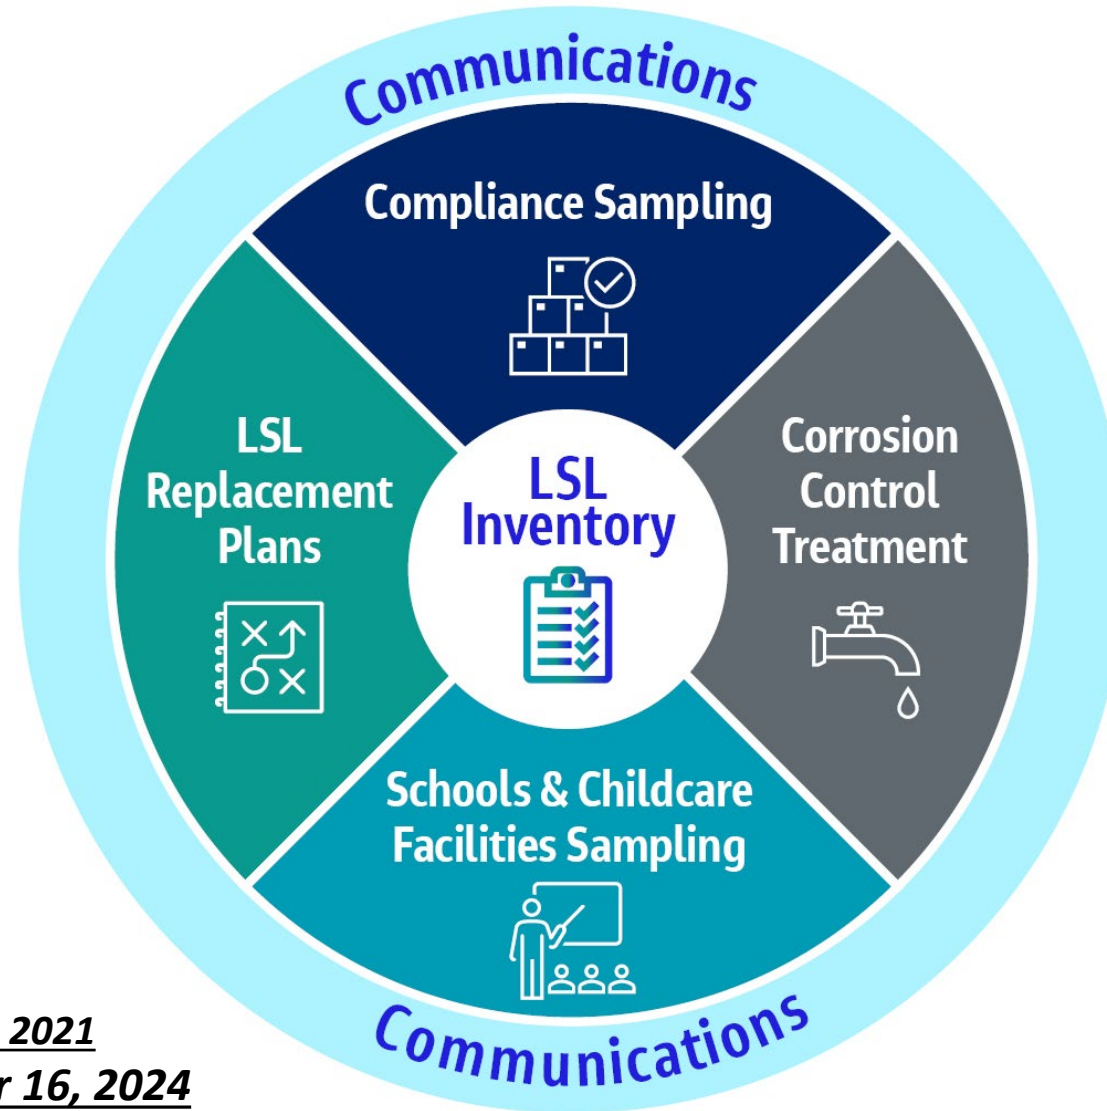 Communications
Compliance Sampling
LSL
Replacement
Plans
LSL
Inventory
Corrosion
Control
Treatment
Schools & Childcare
Facilities Sampling
Communications
2021
16, 2024